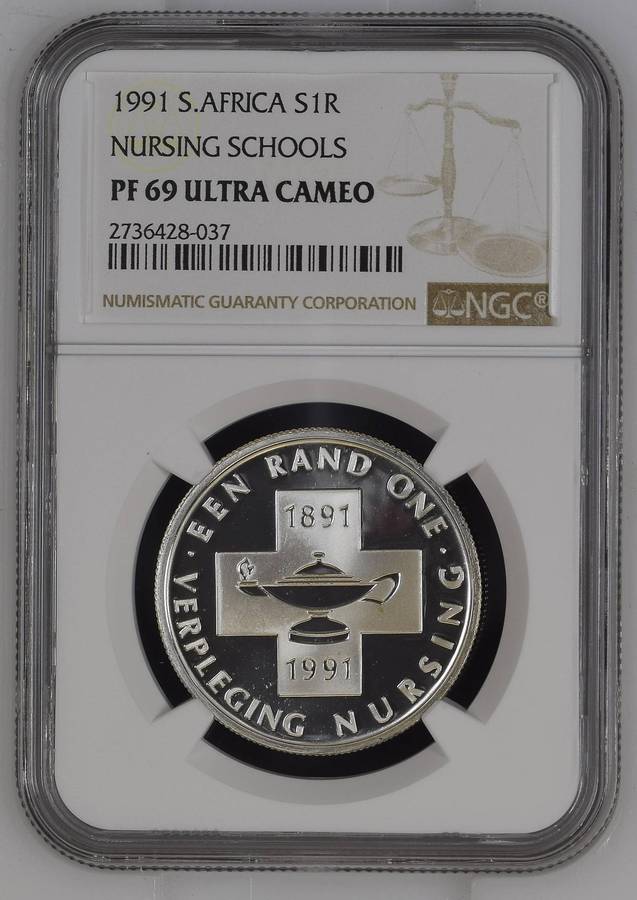 1991 S.AFRICA S1R
NURSING SCHOOLS
PF 69 ULTRA CAMEO
2736428-037
NUMISMATIC GUARANTY CORPORATION
NGC®
· EEN RAND ONE ·
1891
1991
VERPLEGING NURSING